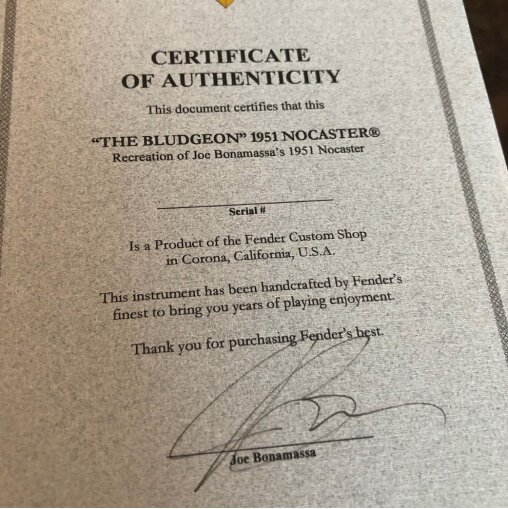 CERTIFICATE
OF AUTHENTICITY
This document certifies that this
“THE BLUDGEON” 1951 NOCASTER®
Recreation of Joe Bonamassa's 1951 Nocaster
Serial #
Is a Product of the Fender Custom Shop
in Corona, California, U.S.A.
This instrument has been handcrafted by Fender's
finest to bring you years of playing enjoyment.
Thank you for purchasing Fender's best.
Joe Bonamassa